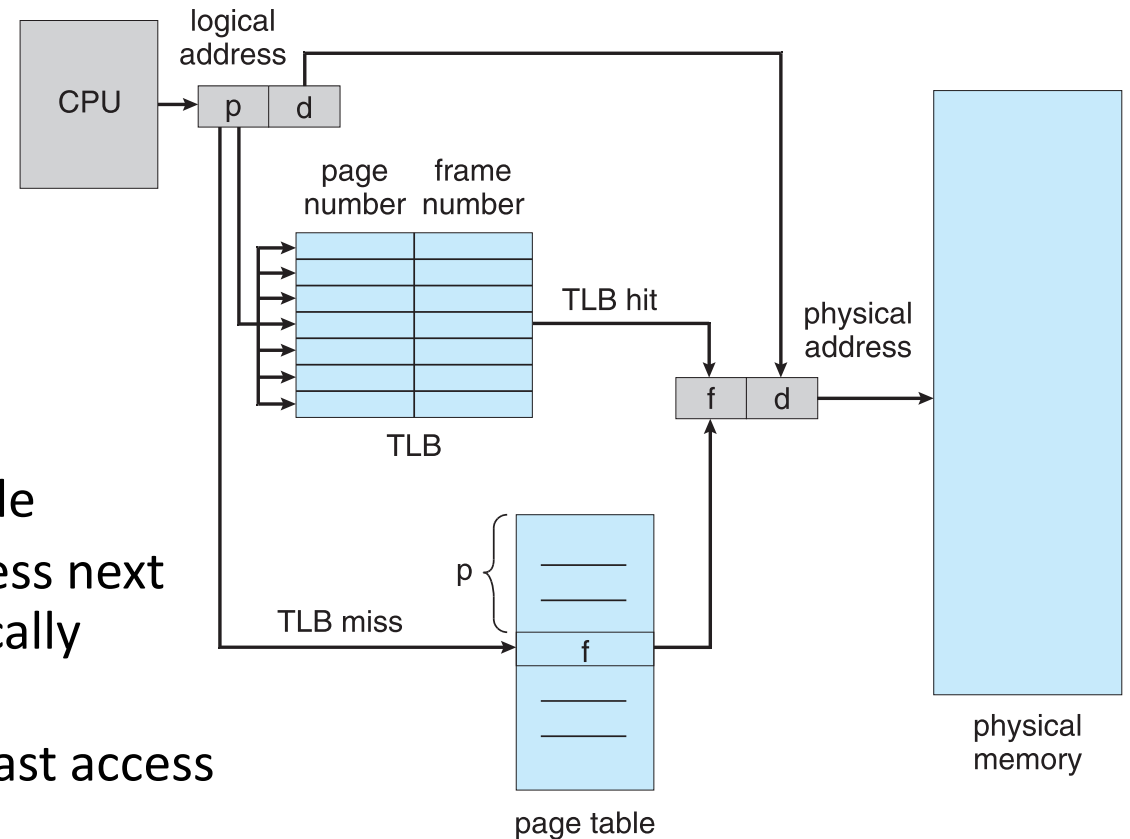 logical
address
CPU
p d
page frame
number number
TLB hit
physical
address
f d
TLB
p
TLB miss
f
page table
physical
memory
le
ess next
cally
ast access